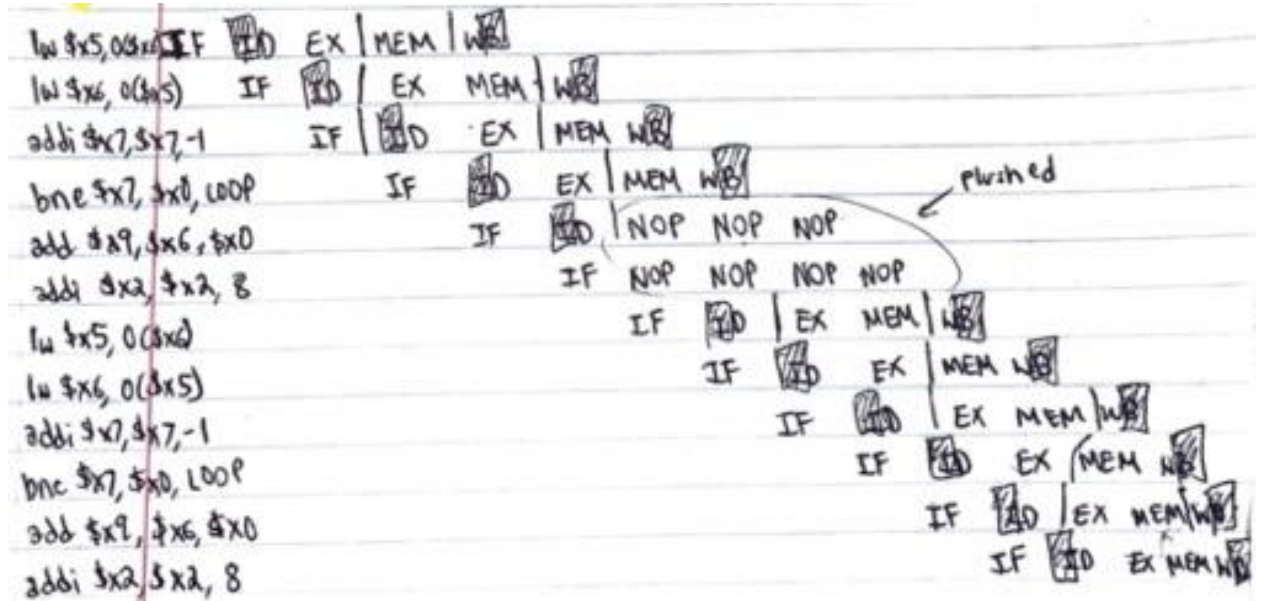 lw $x5, 0($x6) IF ID EX | MEM | WB
lw $x6, 0($x5) IF ID | EX MEM | WB
addi $x7, $x7, -1 IF | ID EX | MEM WB
bne $x7, $x0, LOOP IF ID EX | MEM WB
plushed
add $x9, $x6, $x0 IF ID | NOP NOP NOP
addi $x2, $x2, 8 IF NOP NOP NOP NOP
lw $x5, 0($x6) IF ID | EX MEM | WB
lw $x6, 0($x5) IF ID EX | MEM WB
addi $x7, $x7, -1 IF ID | EX MEM | WB
bne $x7, $x0, LOOP IF ID EX | MEM WB
add $x9, $x6, $x0 IF ID | EX MEM | WB
addi $x2, $x2, 8 IF ID EX MEM WB